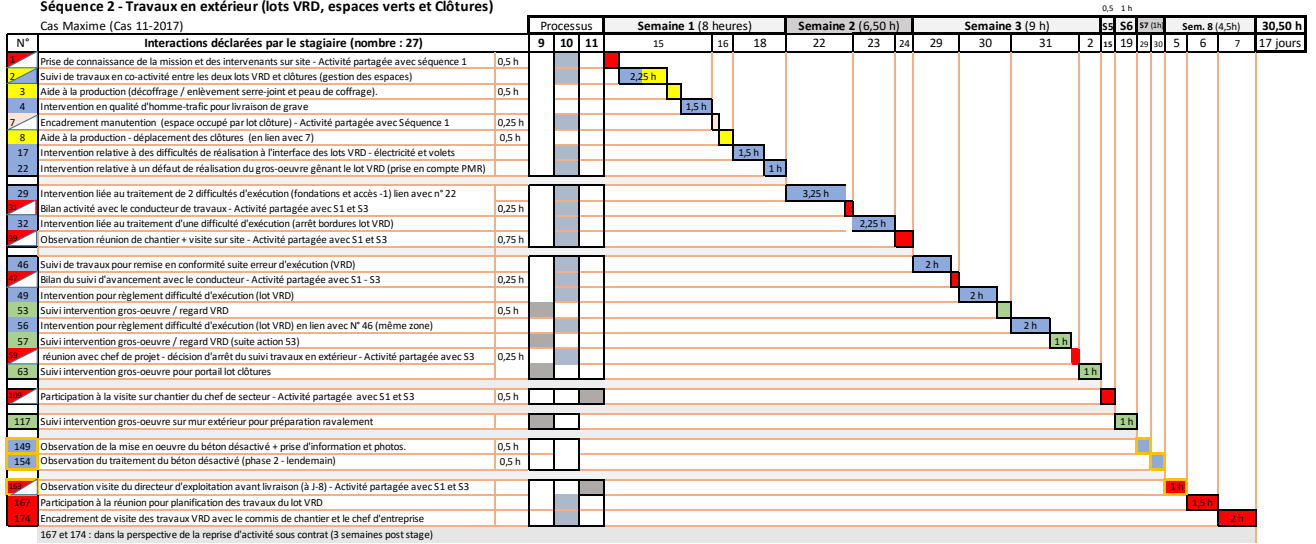 Séquence 2 - Travaux en extérieur (lots VRD, espaces verts et Clôtures)
0,5 1 h
Cas Maxime (Cas 11-2017) Processus Semaine 1 (8 heures) Semaine 2 (6,50 h) Semaine 3 (9 h) S5 S6 S7 (1h) Sem. 8 (4,5h) 30,50 h
N° Interactions déclarées par le stagiaire (nombre : 27) 9 10 11 15 16 18 22 23 24 29 30 31 2 15 19 29 30 5 6 7 17 jours
1 Prise de connaissance de la mission et des intervenants sur site - Activité partagée avec séquence 1 0,5 h
2 Suivi de travaux en co-activité entre les deux lots VRD et clôtures (gestion des espaces) 2,25 h
3 Aide à la production (décoffrage / enlèvement serre-joint et peau de coffrage). 0,5 h
4 Intervention en qualité d'homme-trafic pour livraison de grave 1,5 h
7 Encadrement manutention (espace occupé par lot clôture) - Activité partagée avec Séquence 1 0,25 h
8 Aide à la production - déplacement des clôtures (en lien avec 7) 0,5 h
17 Intervention relative à des difficultés de réalisation à l'interface des lots VRD - électricité et volets 1,5 h
22 Intervention relative à un défaut de réalisation du gros-oeuvre gênant le lot VRD (prise en compte PMR) 1 h
29 Intervention liée au traitement de 2 difficultés d'exécution (fondations et accès -1) lien avec n° 22 3,25 h
Bilan activité avec le conducteur de travaux - Activité partagée avec S1 et S3 0,25 h
32 Intervention liée au traitement d'une difficulté d'exécution (arrêt bordures lot VRD) 2,25 h
Observation réunion de chantier + visite sur site - Activité partagée avec S1 et S3 0,75 h
46 Suivi de travaux pour remise en conformité suite erreur d'exécution (VRD) 2 h
47 Bilan du suivi d'avancement avec le conducteur - Activité partagée avec S1 - S3 0,25 h
49 Intervention pour règlement difficulté d'exécution (lot VRD) 2 h
53 Suivi intervention gros-oeuvre / regard VRD 0,5 h
56 Intervention pour règlement difficulté d'exécution (lot VRD) en lien avec N° 46 (même zone) 2 h
57 Suivi intervention gros-oeuvre / regard VRD (suite action 53) 1 h
59 réunion avec chef de projet - décision d'arrêt du suivi travaux en extérieur - Activité partagée avec S3 0,25 h
63 Suivi intervention gros-oeuvre pour portail lot clôtures 1 h
109 Participation à la visite sur chantier du chef de secteur - Activité partagée avec S1 et S3 0,5 h
117 Suivi intervention gros-oeuvre sur mur extérieur pour préparation ravalement 1 h
149 Observation de la mise en oeuvre du béton désactivé + prise d'information et photos. 0,5 h
154 Observation du traitement du béton désactivé (phase 2 - lendemain) 0,5 h
163 Observation visite du directeur d'exploitation avant livraison (à J-8) - Activité partagée avec S1 et S3 1 h
167 Participation à la réunion pour planification des travaux du lot VRD 1,5 h
174 Encadrement de visite des travaux VRD avec le commis de chantier et le chef d'entreprise 2 h
167 et 174 : dans la perspective de la reprise d'activité sous contrat (3 semaines post stage)